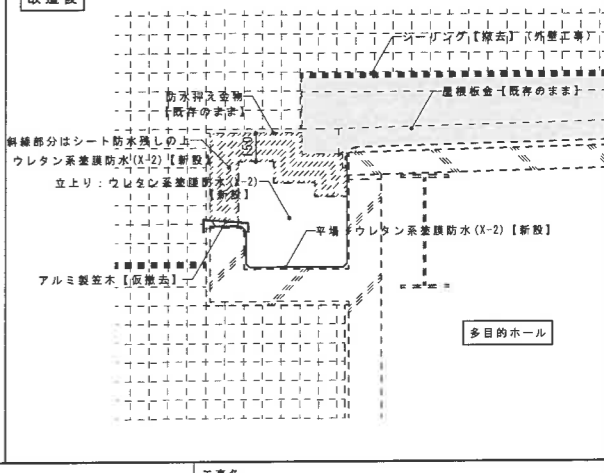 改修後
シーリング【撤去】(外壁工事)
防水押え金物
【既存のまま】
屋根板金【既存のまま】
斜線部分はシート防水残しの上
ウレタン系塗膜防水(X-2)【新設】
立上り:ウレタン系塗膜防水(X-2)
【新設】
平場:ウレタン系塗膜防水(X-2)【新設】
アルミ製笠木【仮撤去】
多目的ホール
工事名